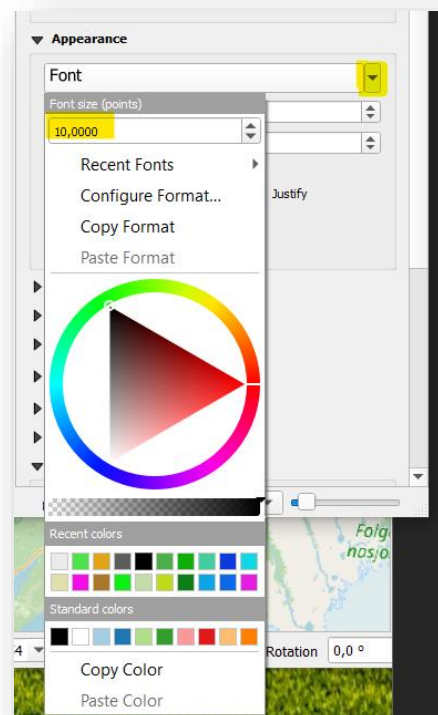 Appearance
Font
Font size (points)
10,0000
Recent Fonts
Configure Format...
Justify
Copy Format
Paste Format
Recent colors
Standard colors
Rotation 0,0 °
Copy Color
Paste Color